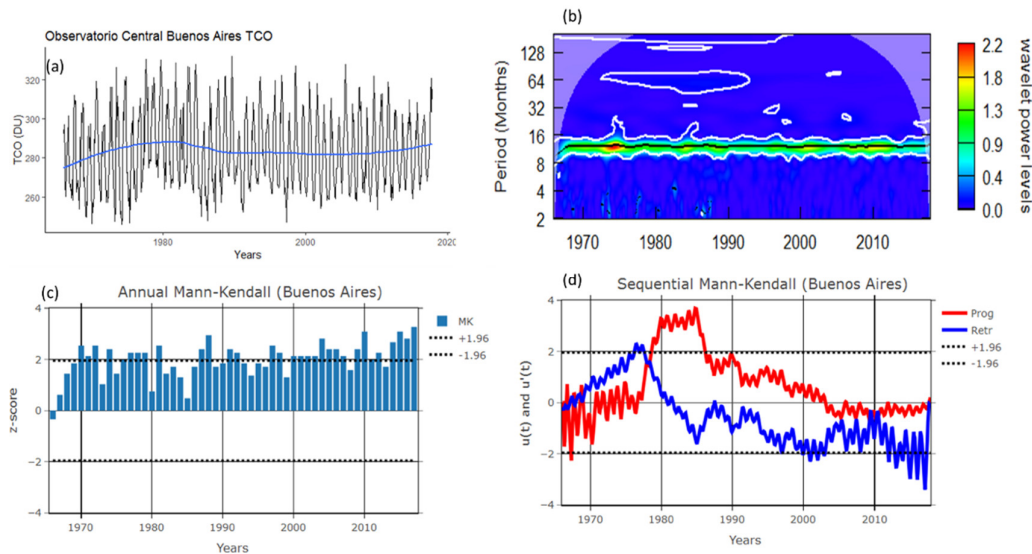 Observatorio Central Buenos Aires TCO
(a)
320
300
280
260
TCO (DU)
1980
2000
2020
Years
(b)
128
64
32
16
8
4
2
Period (Months)
1970
1980
1990
2000
2010
2.2
1.8
1.3
0.9
0.4
0.0
wavelet power levels
(c)
Annual Mann-Kendall (Buenos Aires)
4
2
0
−2
−4
z-score
1970
1980
1990
2000
2010
Years
MK
+1.96
-1.96
(d)
Sequential Mann-Kendall (Buenos Aires)
4
2
0
−2
−4
u(t) and u'(t)
1970
1980
1990
2000
2010
Years
Prog
Retr
+1.96
-1.96